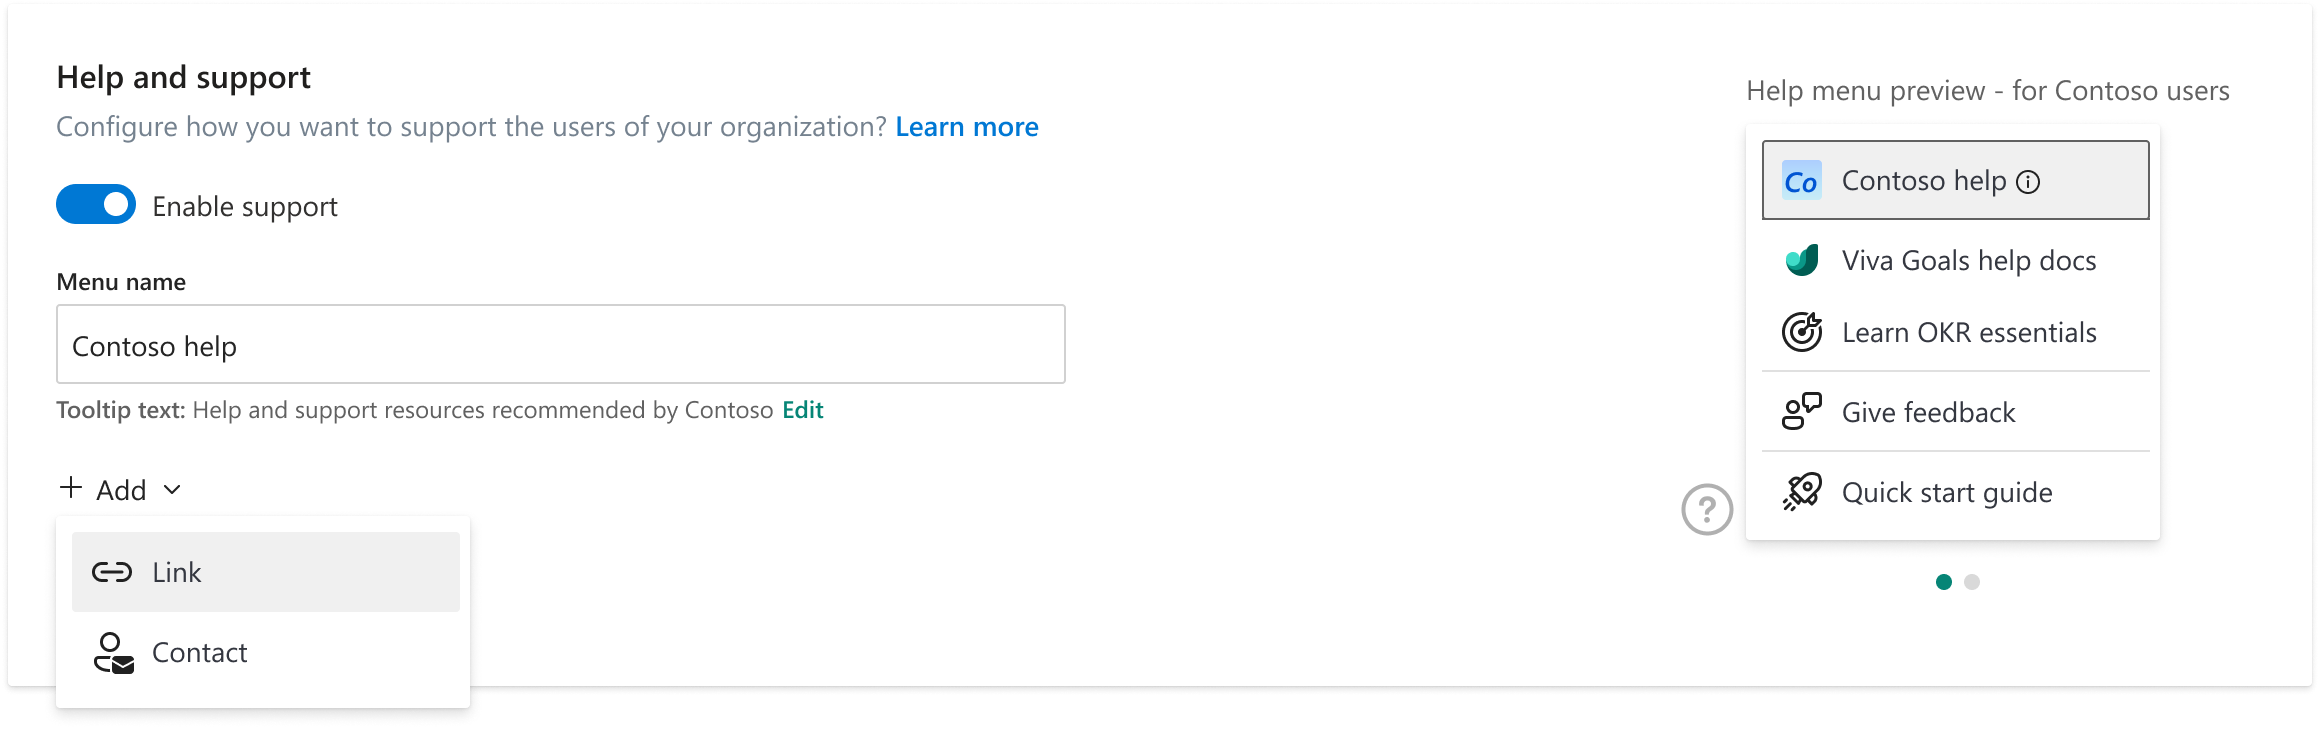 Help and support
Configure how you want to support the users of your organization? Learn more
Enable support
Menu name
Contoso help
Tooltip text: Help and support resources recommended by Contoso Edit
+ Add
Link
Contact
Help menu preview - for Contoso users
Co Contoso help
Viva Goals help docs
Learn OKR essentials
Give feedback
Quick start guide
?